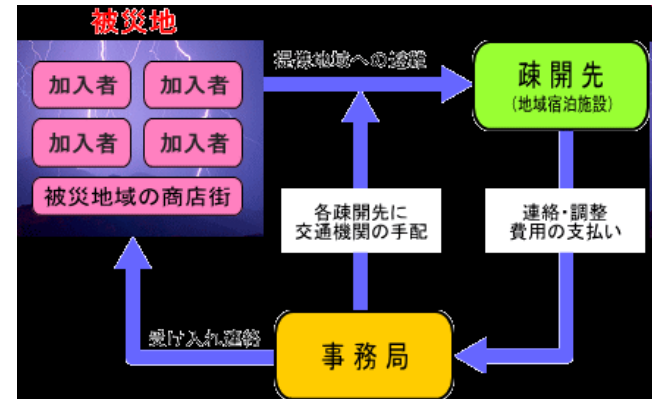 被災地
提携地域への避難
疎開先
(地域宿泊施設)
加入者
加入者
加入者
加入者
被災地域の商店街
各疎開先に
交通機関の手配
連絡・調整
費用の支払い
受け入れ連絡
事務局